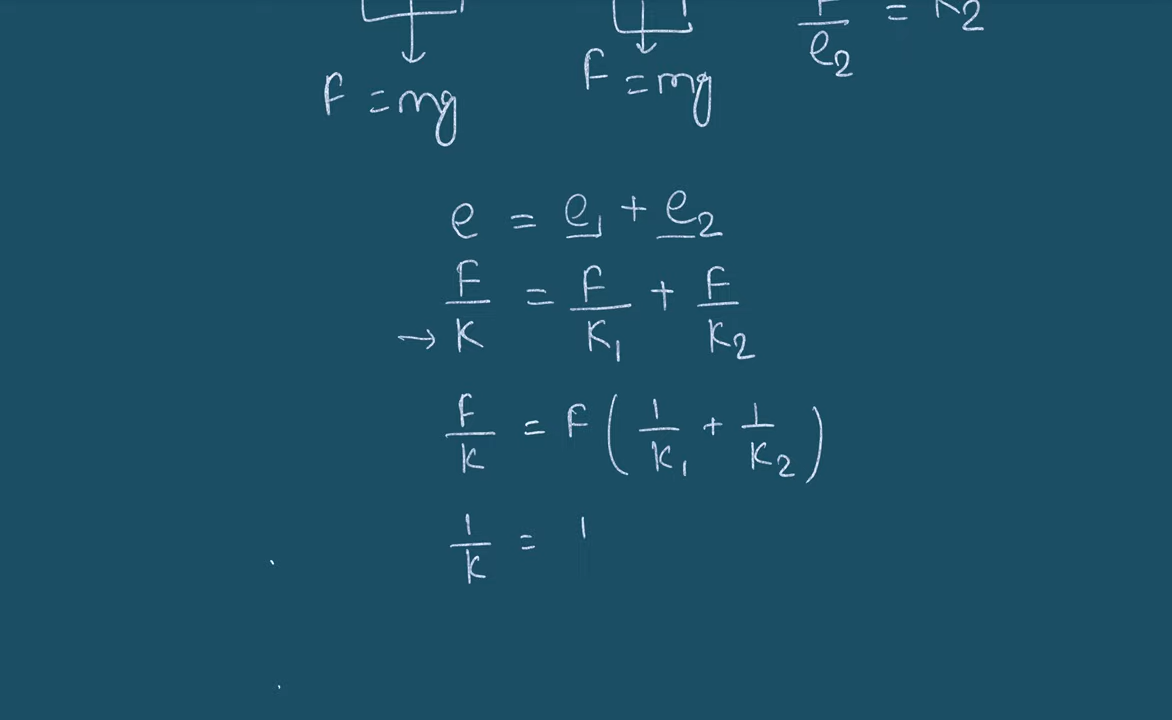 F/e2 = K2
F = mg F = mg
e = e1 + e2
→ F/K = F/K1 + F/K2
F/K = F(1/K1 + 1/K2)
1/K = 1